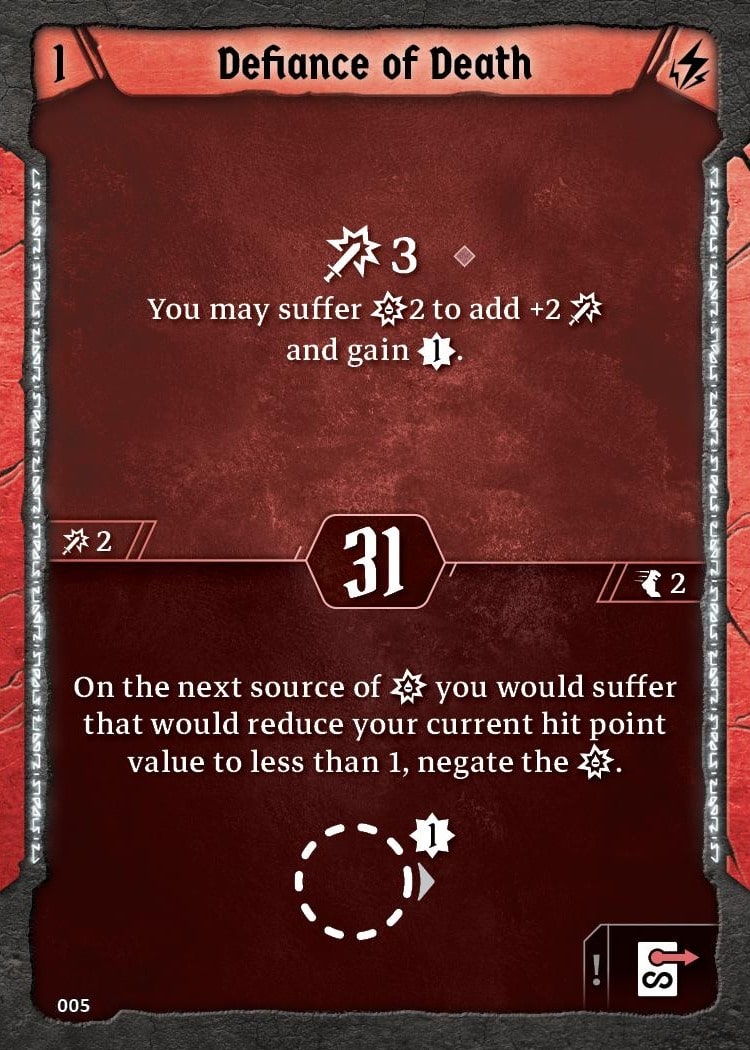 1
Defiance of Death
3
You may suffer 2 to add +2
and gain 1.
2
31
2
On the next source of you would suffer
that would reduce your current hit point
value to less than 1, negate the .
1
!
S
005